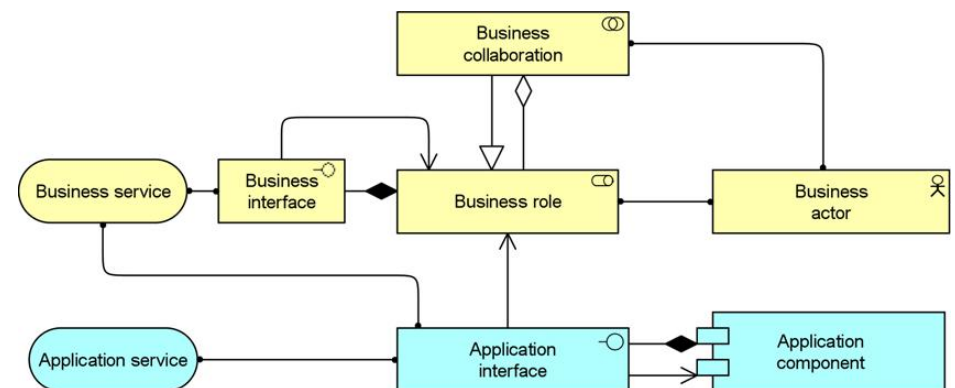 Business
collaboration
Business service
Business
interface
Business role
Business
actor
Application service
Application
interface
Application
component